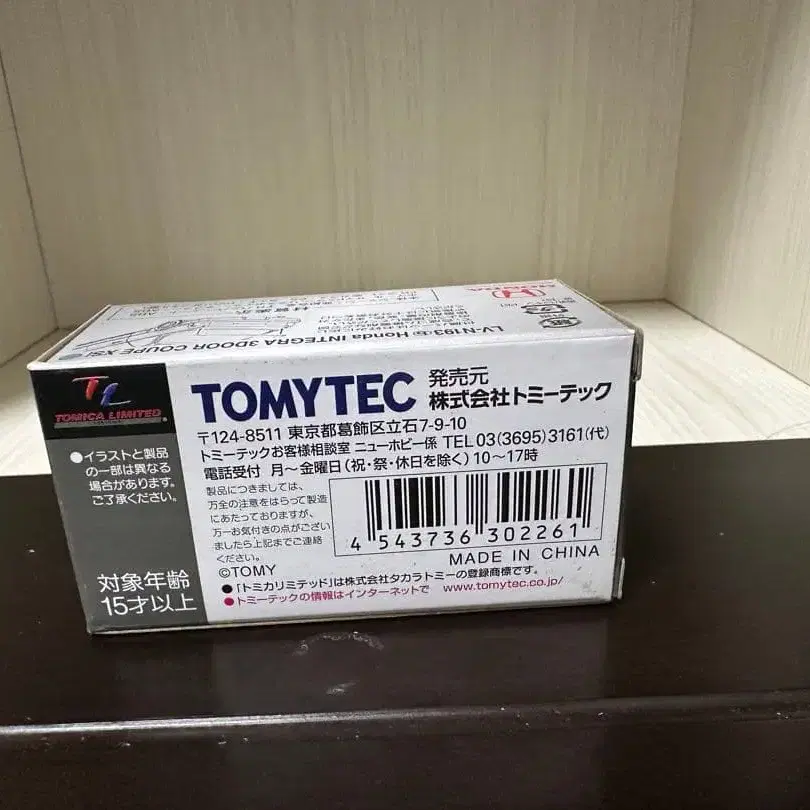 LV-N193a Honda INTEGRA 3DOOR COUPE XSi
HONDA
TL
TOMICA LIMITED
●イラストと製品
の一部は異なる
場合があります。
ご了承ください。
対象年齢
15才以上
TOMYTEC
発売元
株式会社トミーテック
〒124-8511 東京都葛飾区立石7-9-10
トミーテックお客様相談室 ニューホビー係 TEL 03(3695)3161(代)
電話受付 月～金曜日(祝・祭・休日を除く)10～17時
製品につきましては、
万全の注意をはらって製造
にあたっておりますが、
万一お気付きの点がござい
ましたら上記までご連絡
ください。
4 543736 302261
©TOMY
MADE IN CHINA
●「トミカリミテッド」は株式会社タカラトミーの登録商標です。
●トミーテックの情報はインターネットで www.tomytec.co.jp/